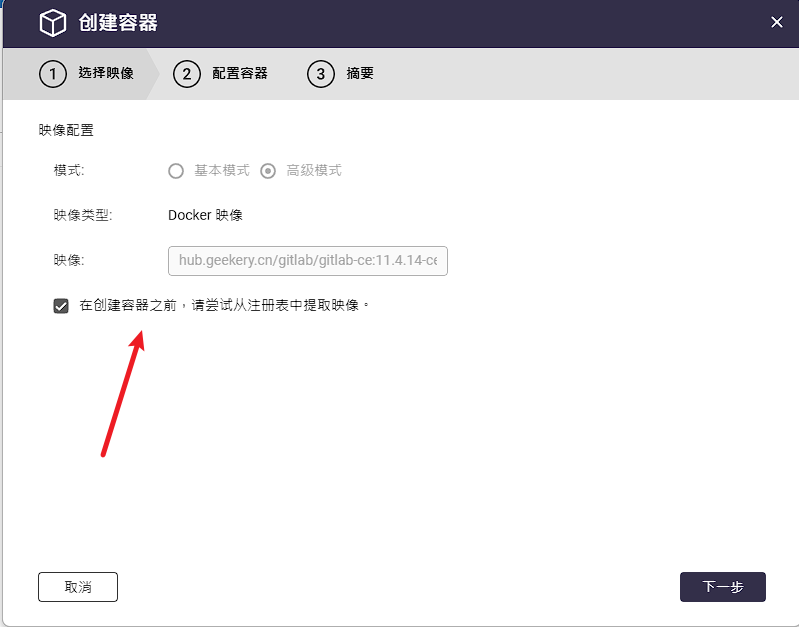 创建容器
1 选择映像 2 配置容器 3 摘要
映像配置
模式: 基本模式 高级模式
映像类型: Docker 映像
映像: hub.geekery.cn/gitlab/gitlab-ce:11.4.14-ce
在创建容器之前，请尝试从注册表中提取映像。
取消 下一步